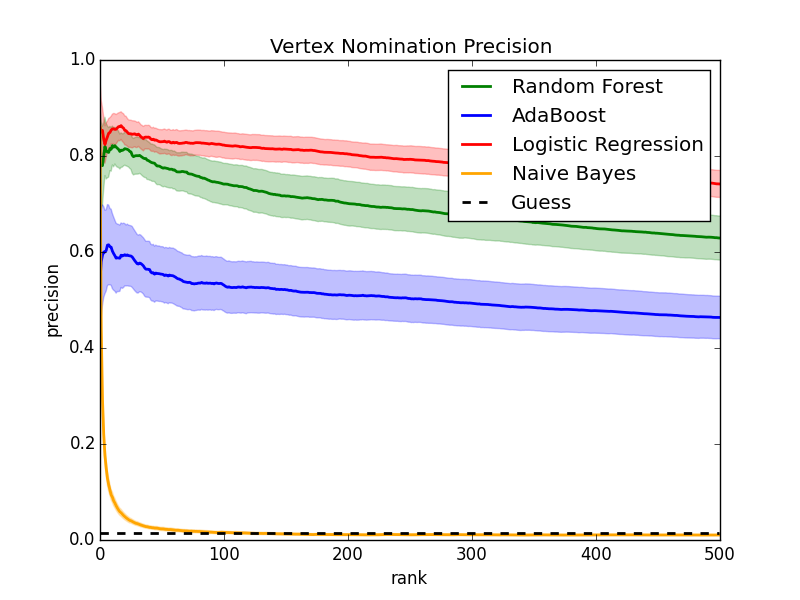 Vertex Nomination Precision
1.0
0.8
0.6
0.4
0.2
0.0
precision
Random Forest
AdaBoost
Logistic Regression
Naive Bayes
Guess
0 100 200 300 400 500
rank